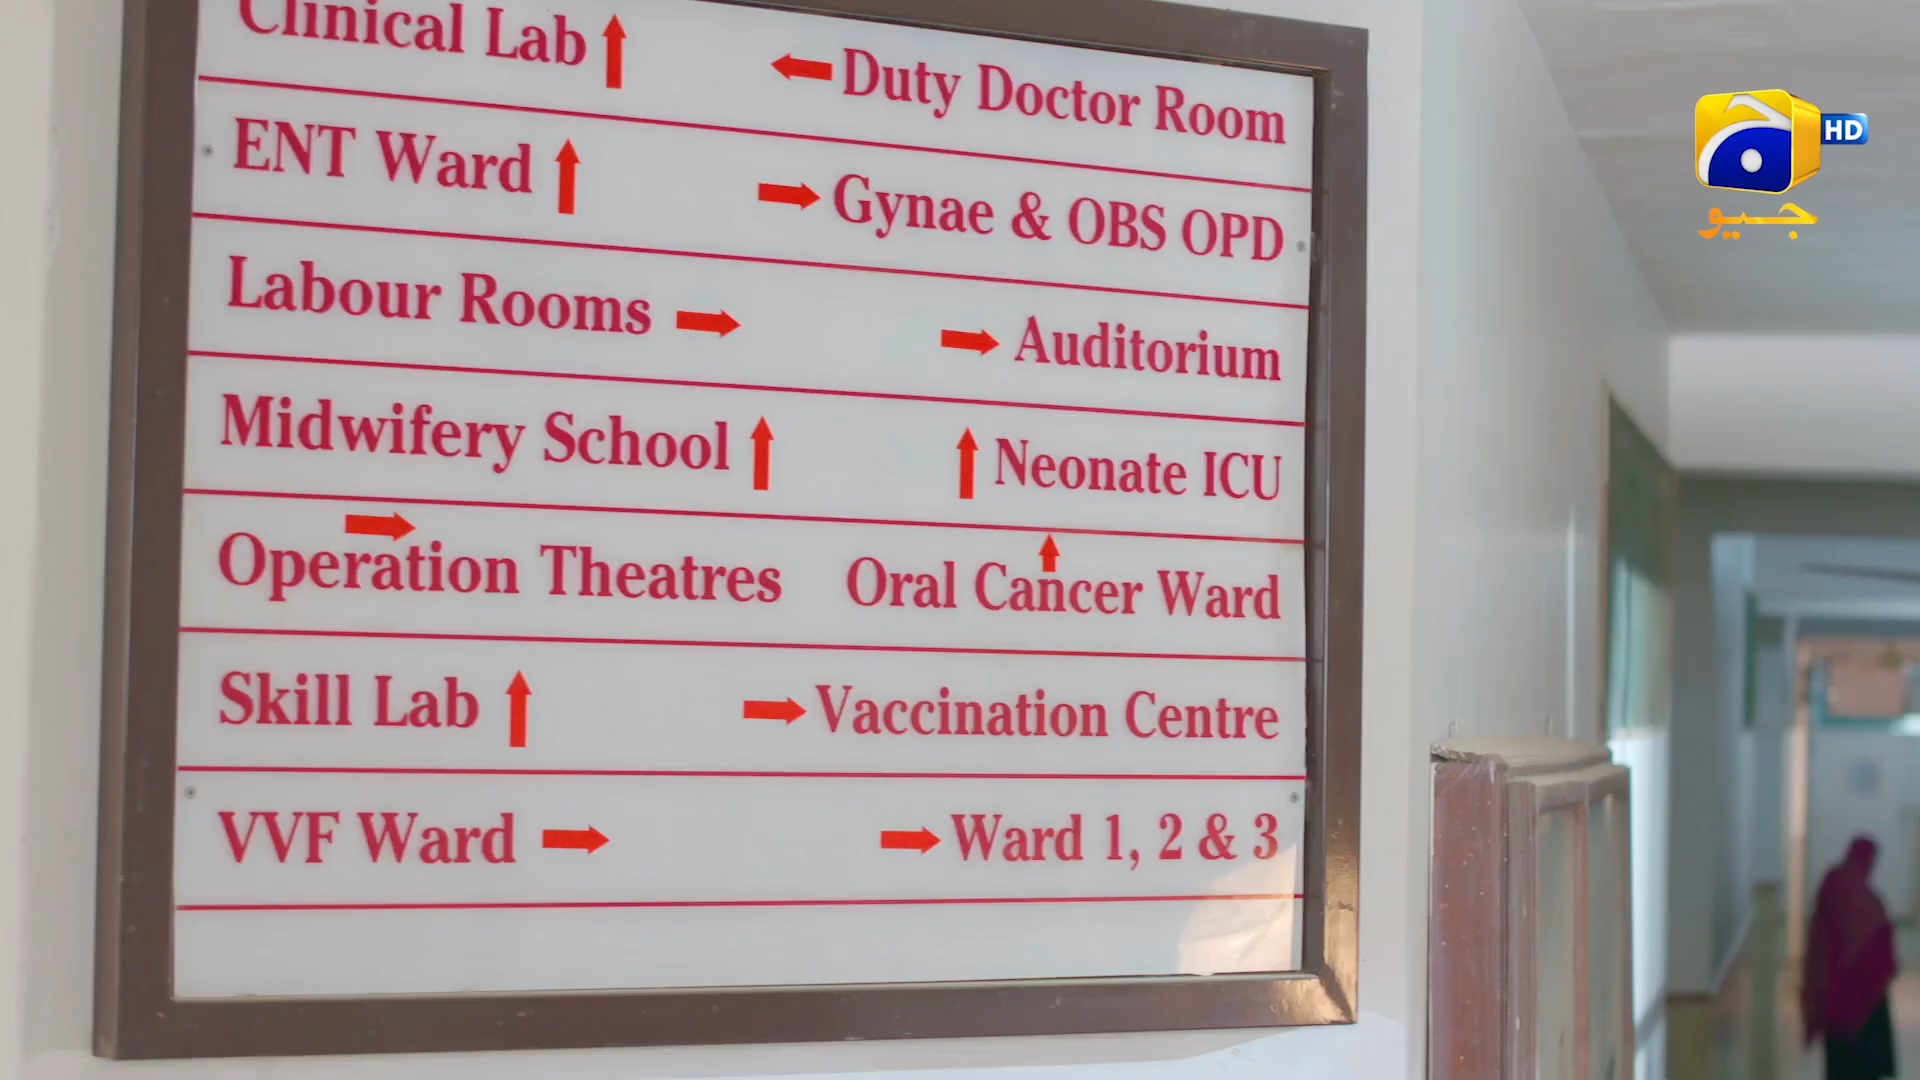 Clinical Lab
Duty Doctor Room
ENT Ward
Gynae & OBS OPD
Labour Rooms
Auditorium
Midwifery School
Neonate ICU
Operation Theatres
Oral Cancer Ward
Skill Lab
Vaccination Centre
VVF Ward
Ward 1, 2 & 3
HD
جیو